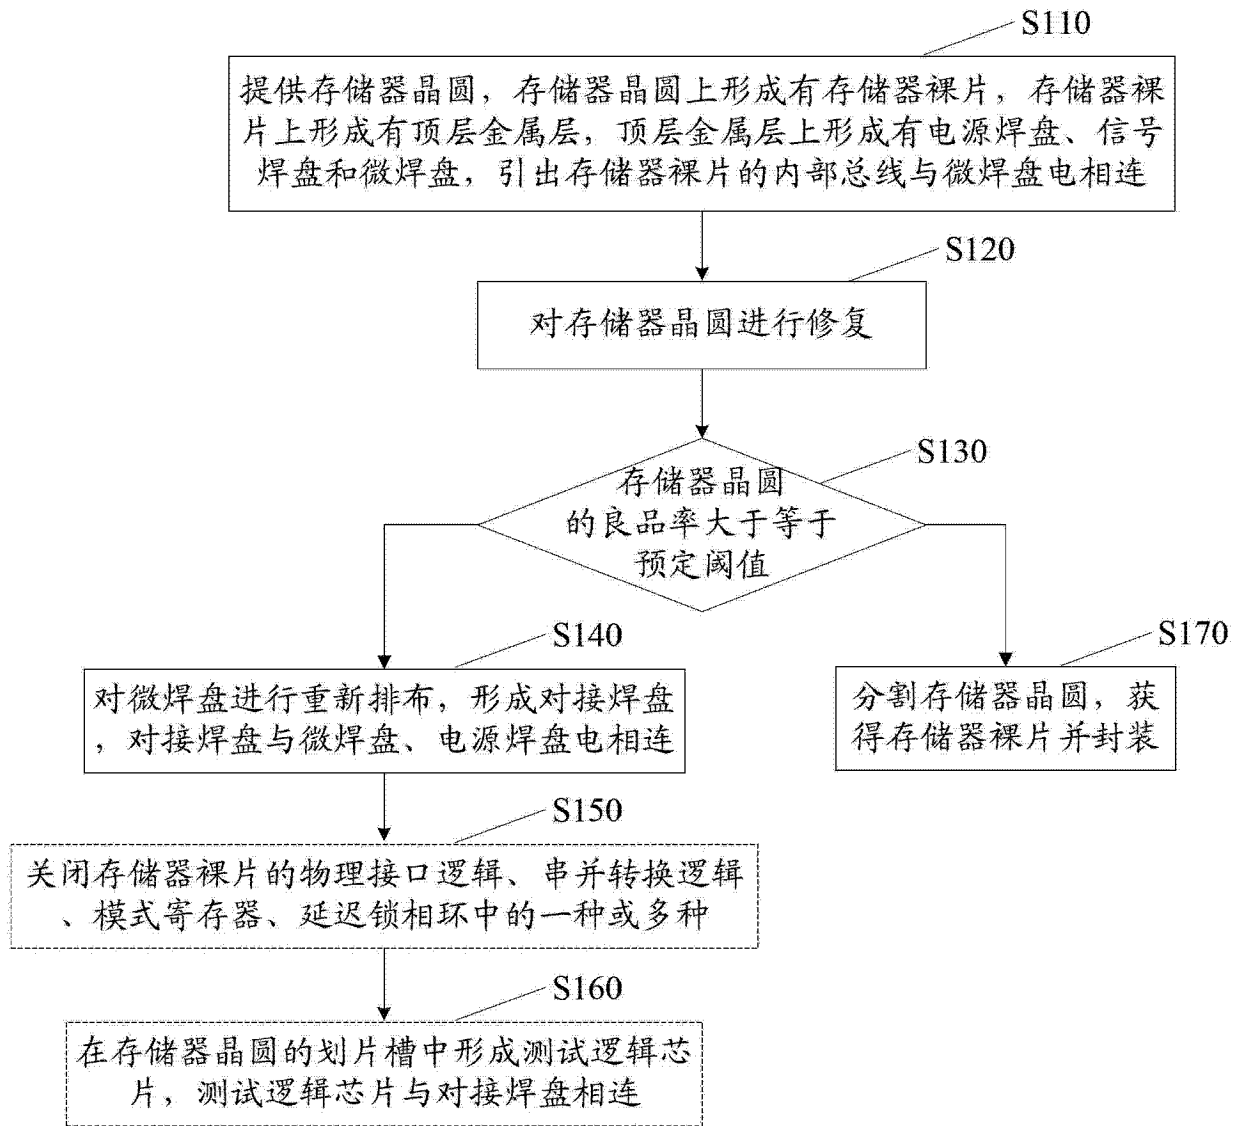 S110
提供存储器晶圆，存储器晶圆上形成有存储器裸片，存储器裸
片上形成有顶层金属层，顶层金属层上形成有电源焊盘、信号
焊盘和微焊盘，引出存储器裸片的内部总线与微焊盘电相连
S120
对存储器晶圆进行修复
S130
存储器晶圆
的良品率大于等于
预定阈值
S140
对微焊盘进行重新排布，形成对接焊盘
，对接焊盘与微焊盘、电源焊盘电相连
S170
分割存储器晶圆，获
得存储器裸片并封装
S150
关闭存储器裸片的物理接口逻辑、串并转换逻辑
、模式寄存器、延迟锁相环中的一种或多种
S160
在存储器晶圆的划片槽中形成测试逻辑芯
片，测试逻辑芯片与对接焊盘相连